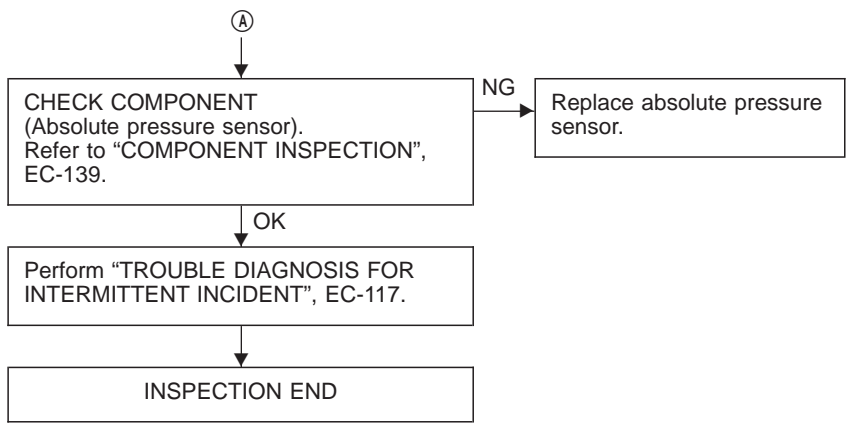 Ⓐ
CHECK COMPONENT
(Absolute pressure sensor).
Refer to “COMPONENT INSPECTION”,
EC-139.
NG
Replace absolute pressure
sensor.
OK
Perform “TROUBLE DIAGNOSIS FOR
INTERMITTENT INCIDENT”, EC-117.
INSPECTION END